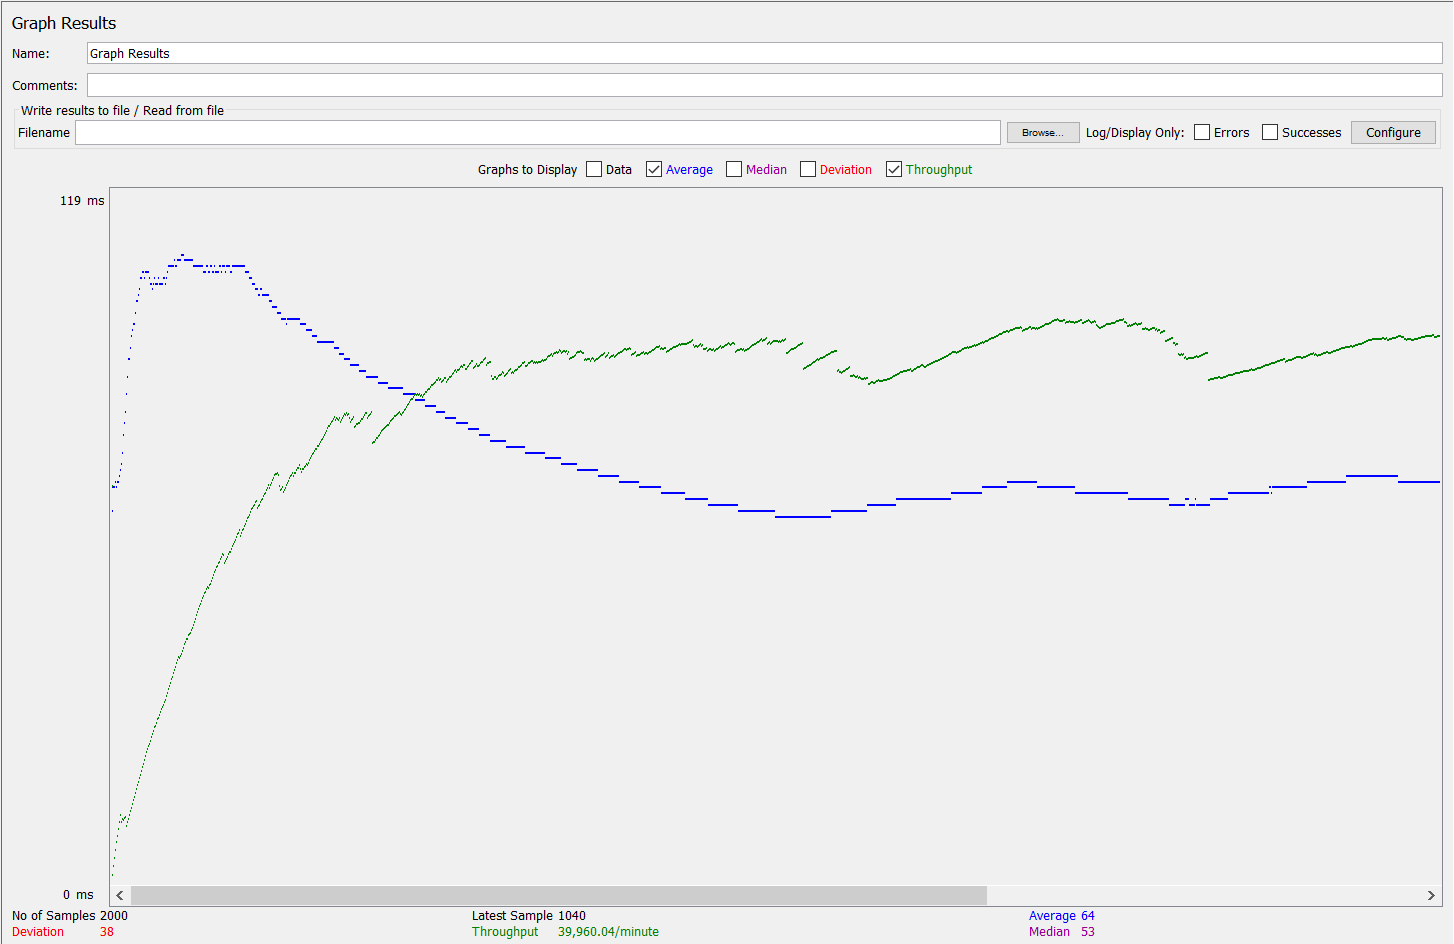 Graph Results
Name: Graph Results
Comments:
Write results to file / Read from file
Filename Browse... Log/Display Only: Errors Successes Configure
Graphs to Display Data Average Median Deviation Throughput
119 ms
0 ms
No of Samples 2000 Latest Sample 1040 Average 64
Deviation 38 Throughput 39,960.04/minute Median 53